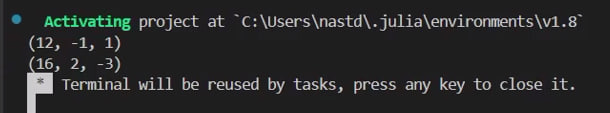 Activating project at `C:\Users\nastd\.julia\environments\v1.8`
(12, -1, 1)
(16, 2, -3)
* Terminal will be reused by tasks, press any key to close it.